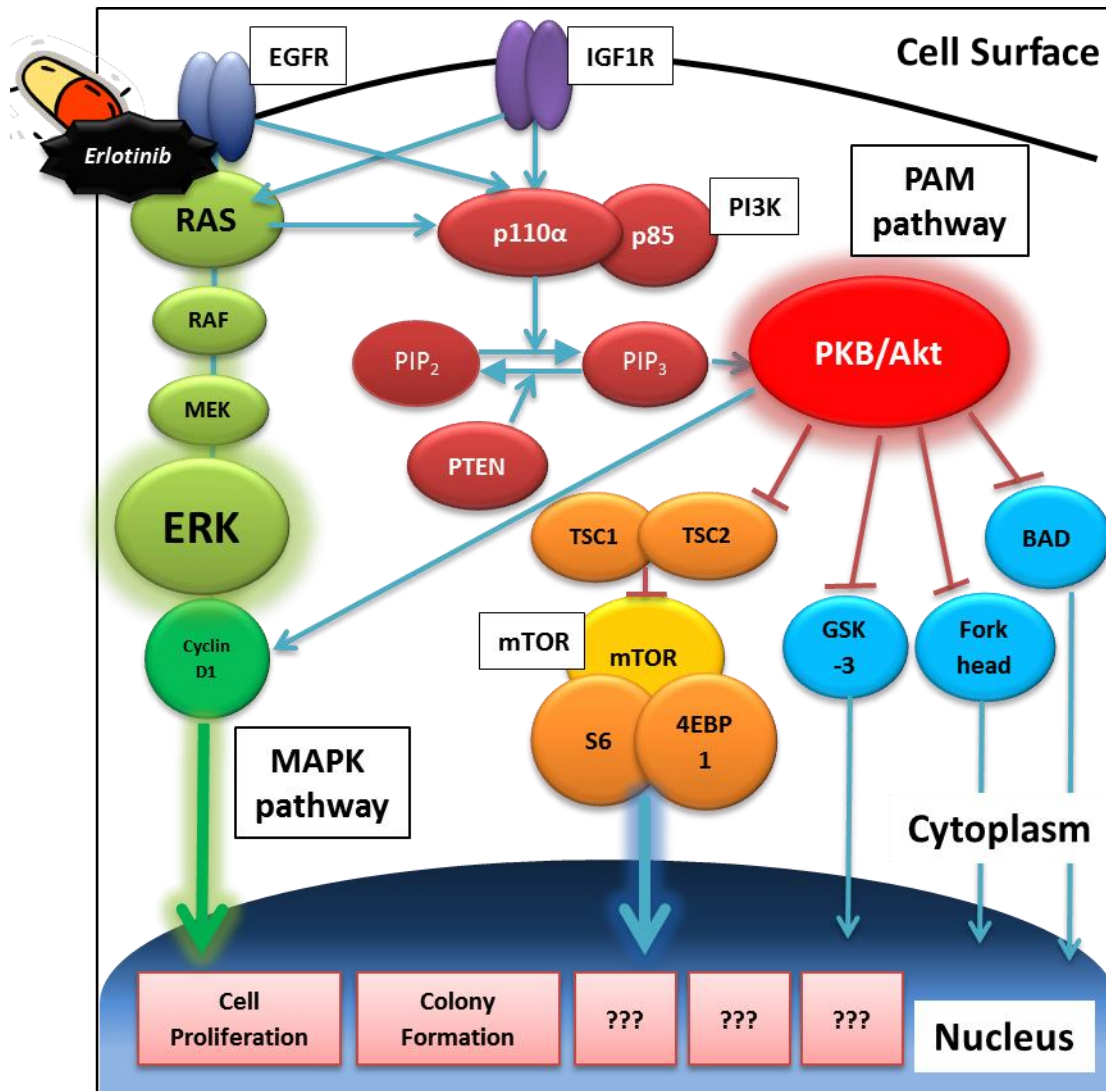 EGFR
IGF1R
Cell Surface
Erlotinib
PAM
pathway
RAS
p110α
p85
PI3K
RAF
PIP₂
PIP₃
PKB/Akt
MEK
PTEN
ERK
TSC1
TSC2
BAD
Cyclin
D1
mTOR
mTOR
GSK
-3
Fork
head
S6
4EBP
1
MAPK
pathway
Cytoplasm
Cell
Proliferation
Colony
Formation
???
???
???
Nucleus